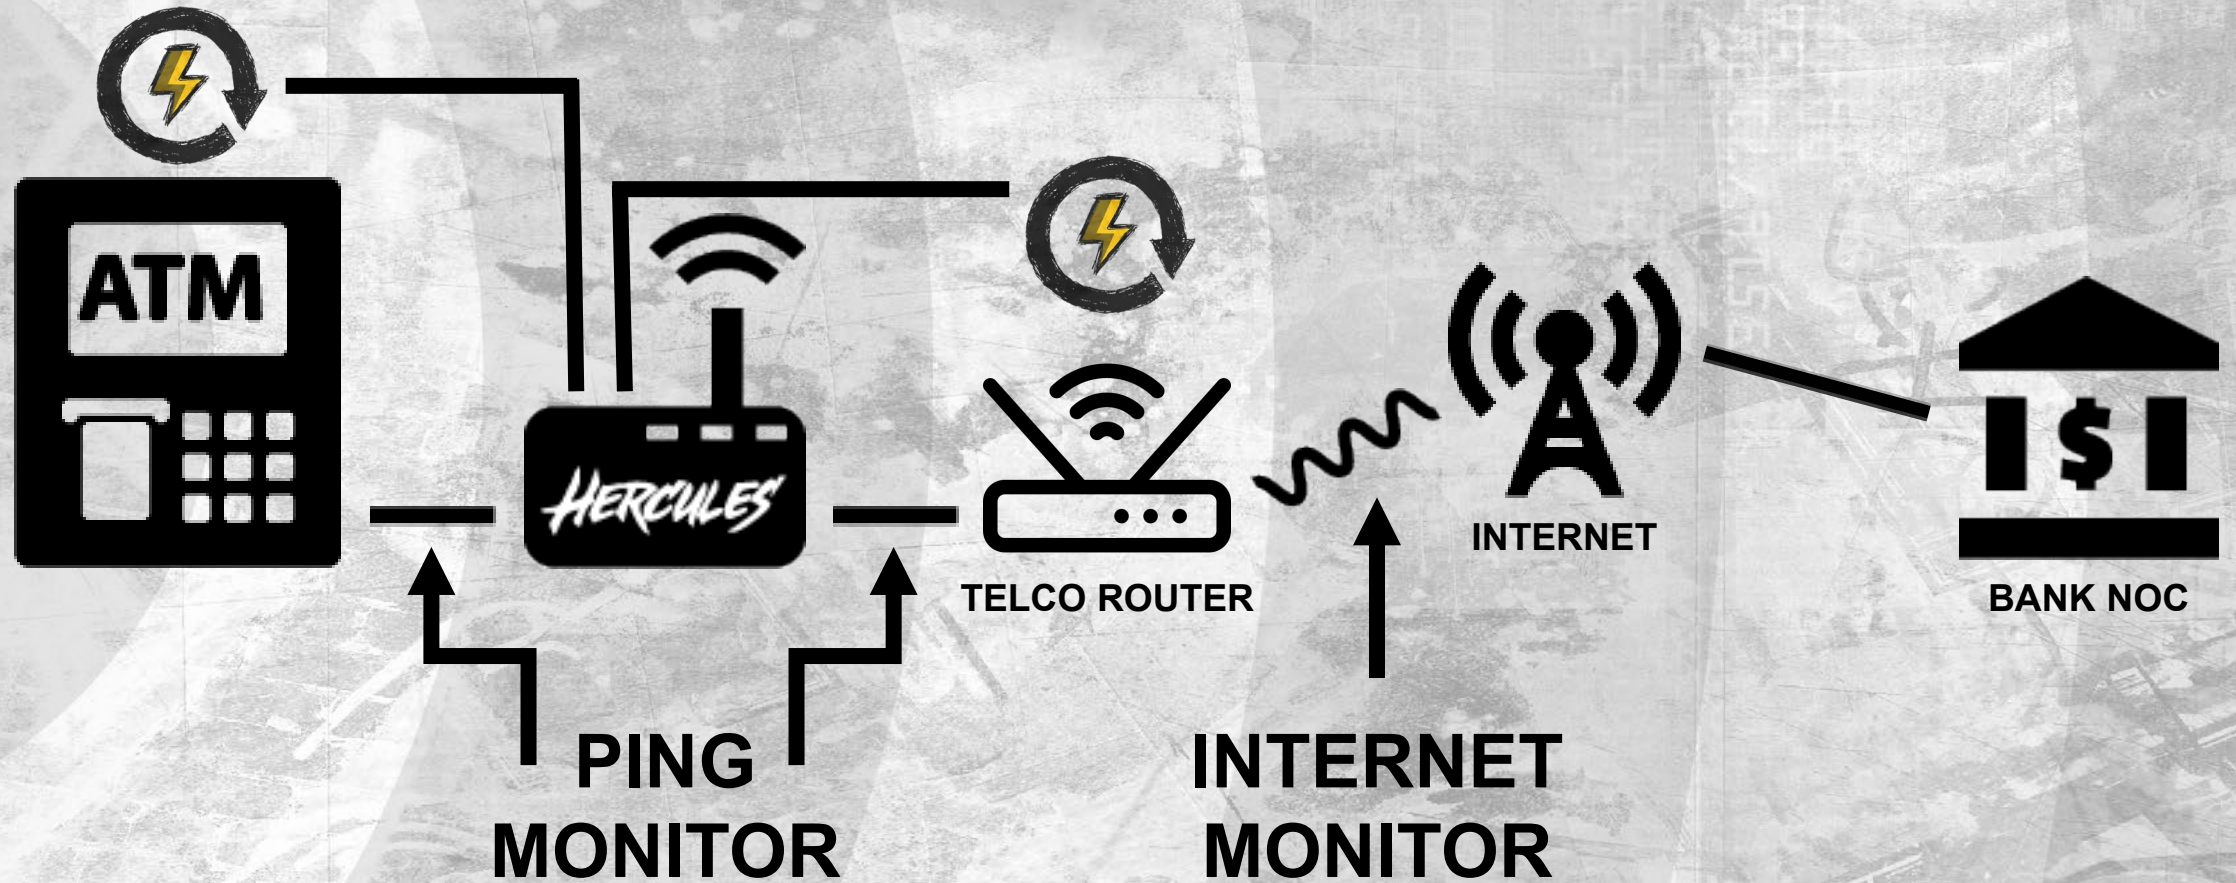 ATM
HERCULES
$
INTERNET
TELCO ROUTER
BANK NOC
PING
MONITOR
INTERNET
MONITOR